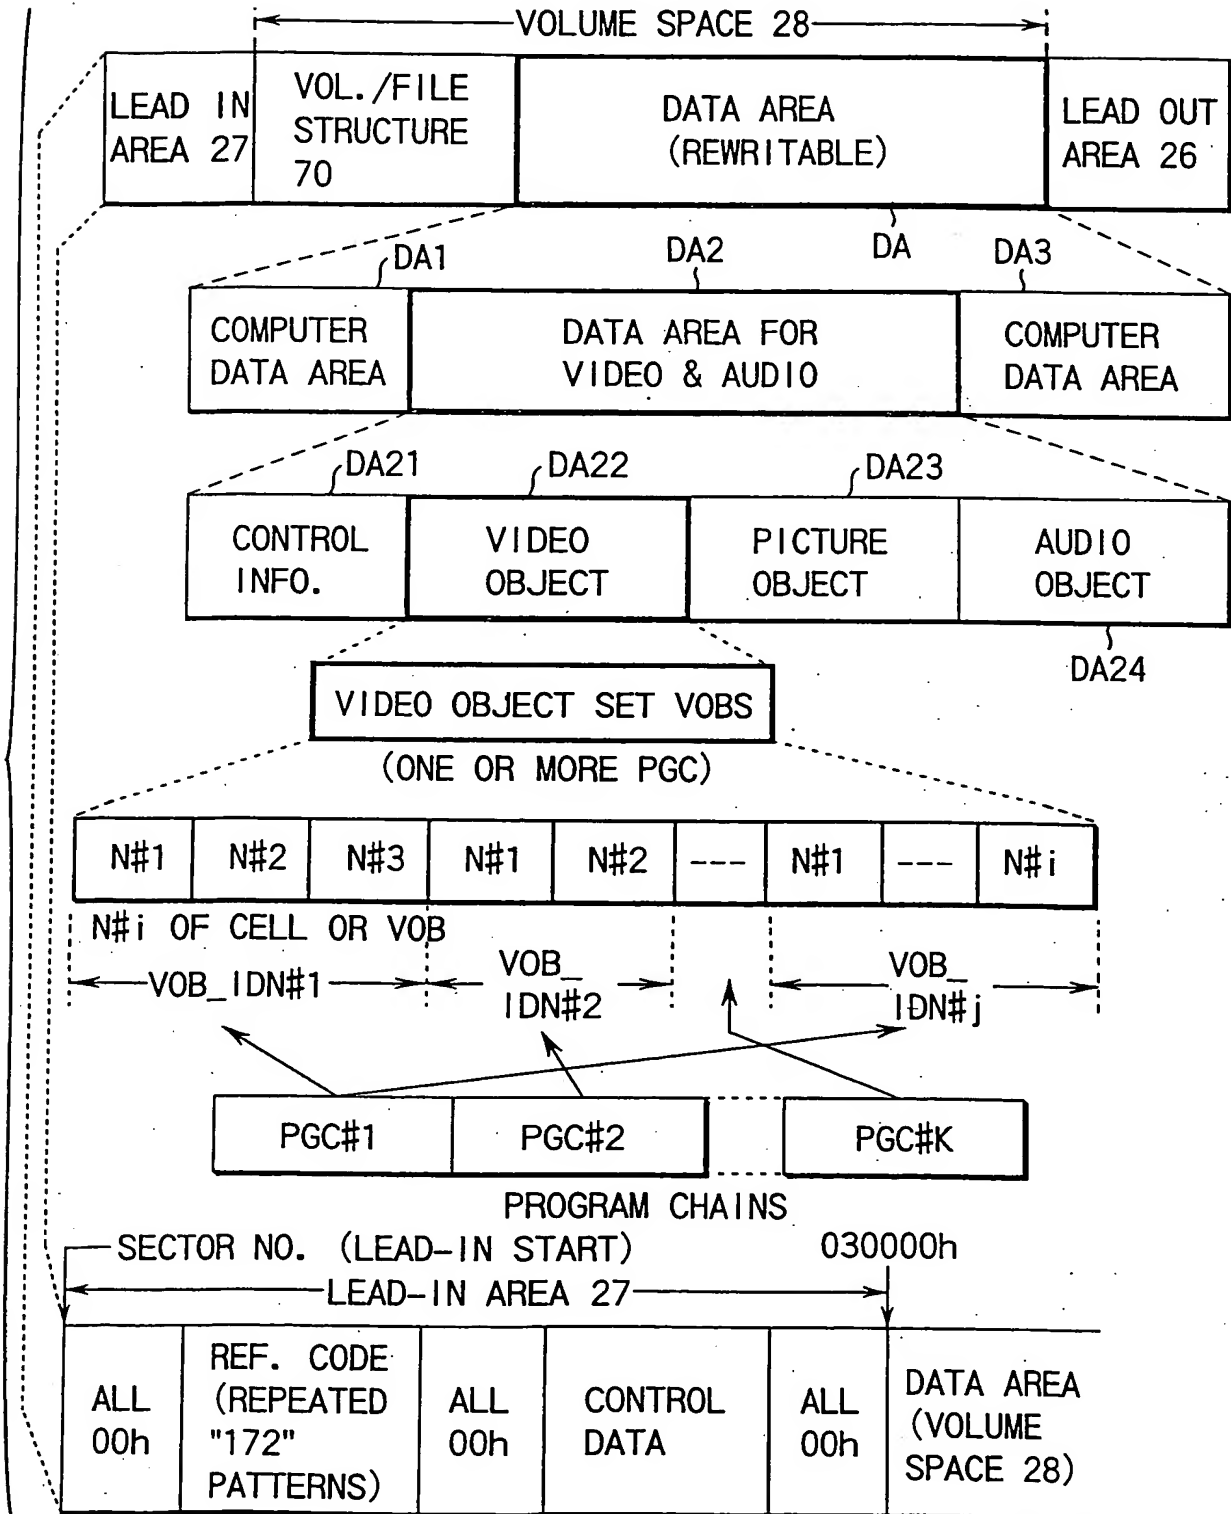 VOLUME SPACE 28
LEAD IN
AREA 27
VOL./FILE
STRUCTURE
70
DATA AREA
(REWRITABLE)
LEAD OUT
AREA 26
DA
DA1
DA2
DA3
COMPUTER
DATA AREA
DATA AREA FOR
VIDEO & AUDIO
COMPUTER
DATA AREA
DA21
DA22
DA23
CONTROL
INFO.
VIDEO
OBJECT
PICTURE
OBJECT
AUDIO
OBJECT
DA24
VIDEO OBJECT SET VOBS
(ONE OR MORE PGC)
N#1 N#2 N#3 N#1 N#2 --- N#1 --- N#i
N#i OF CELL OR VOB
VOB_IDN#1
VOB_
IDN#2
VOB_
IDN#j
PGC#1 PGC#2 PGC#K
PROGRAM CHAINS
SECTOR NO. (LEAD-IN START) 030000h
LEAD-IN AREA 27
ALL
00h
REF. CODE
(REPEATED
"172"
PATTERNS)
ALL
00h
CONTROL
DATA
ALL
00h
DATA AREA
(VOLUME
SPACE 28)